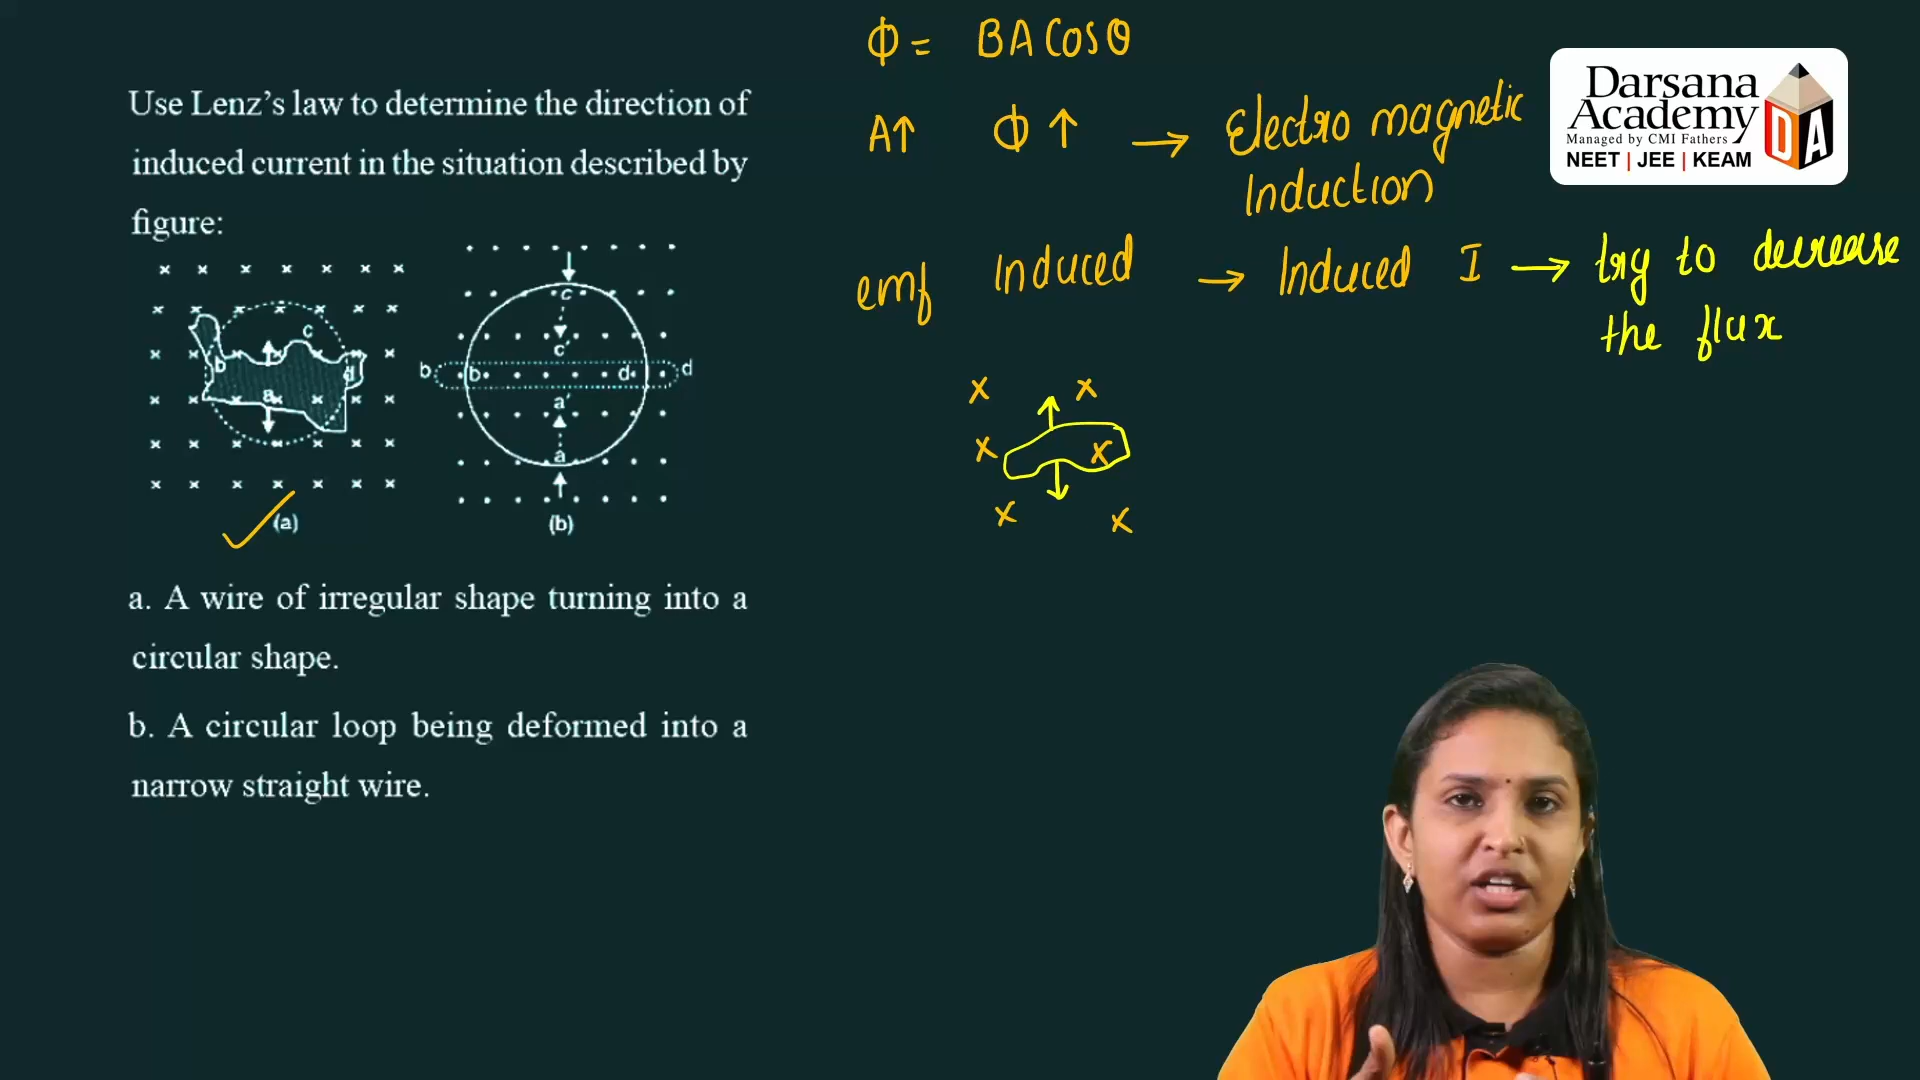 Φ = BA Cosθ
Use Lenz's law to determine the direction of
induced current in the situation described by
figure:
A↑ Φ ↑ → Electro magnetic
Induction
Darsana
Academy
Managed by CMI Fathers
NEET | JEE | KEAM
DA
emf Induced → Induced I → try to decrease
the flux
x x x x x x x
x x x x x x x
c
x x x x x x x
b d
a
x x x x x x x
x x x x x x x
x x x x x x x
(a)
c
c'
b b d d
a'
a
(b)
x x
x x
x x
a. A wire of irregular shape turning into a
circular shape.
b. A circular loop being deformed into a
narrow straight wire.